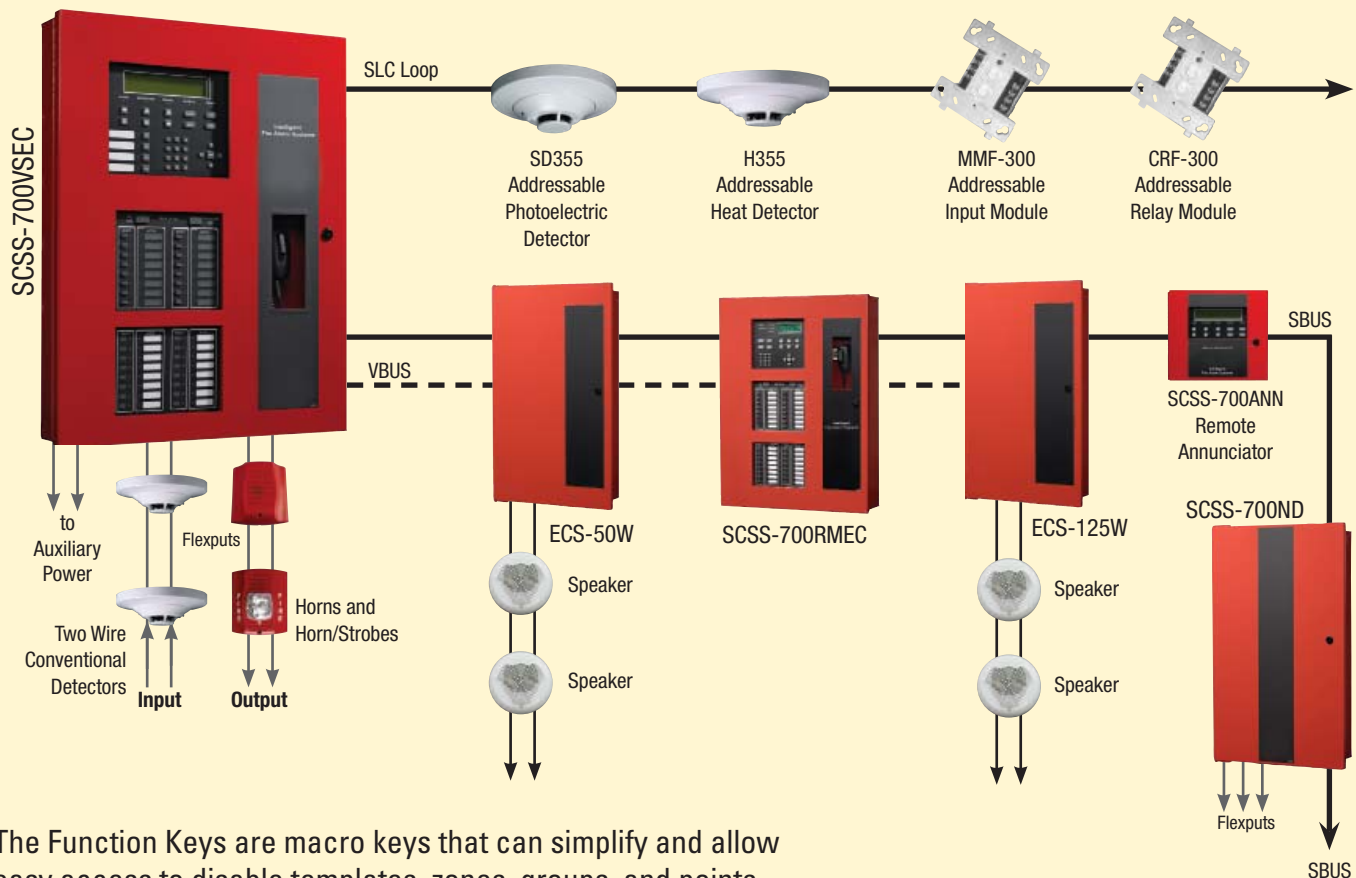 SCSS-700VSEC
SLC Loop
SD355
Addressable
Photoelectric
Detector
H355
Addressable
Heat Detector
MMF-300
Addressable
Input Module
CRF-300
Addressable
Relay Module
VBUS
SBUS
ECS-50W
SCSS-700RMEC
ECS-125W
SCSS-700ANN
Remote
Annunciator
SCSS-700ND
to
Auxiliary
Power
Flexputs
Two Wire
Conventional
Detectors
Input
Horns and
Horn/Strobes
Output
Speaker
Speaker
Speaker
Speaker
Flexputs
SBUS
The Function Keys are macro keys that can simplify and allow
easy access to disable templates, zones, groups, and points